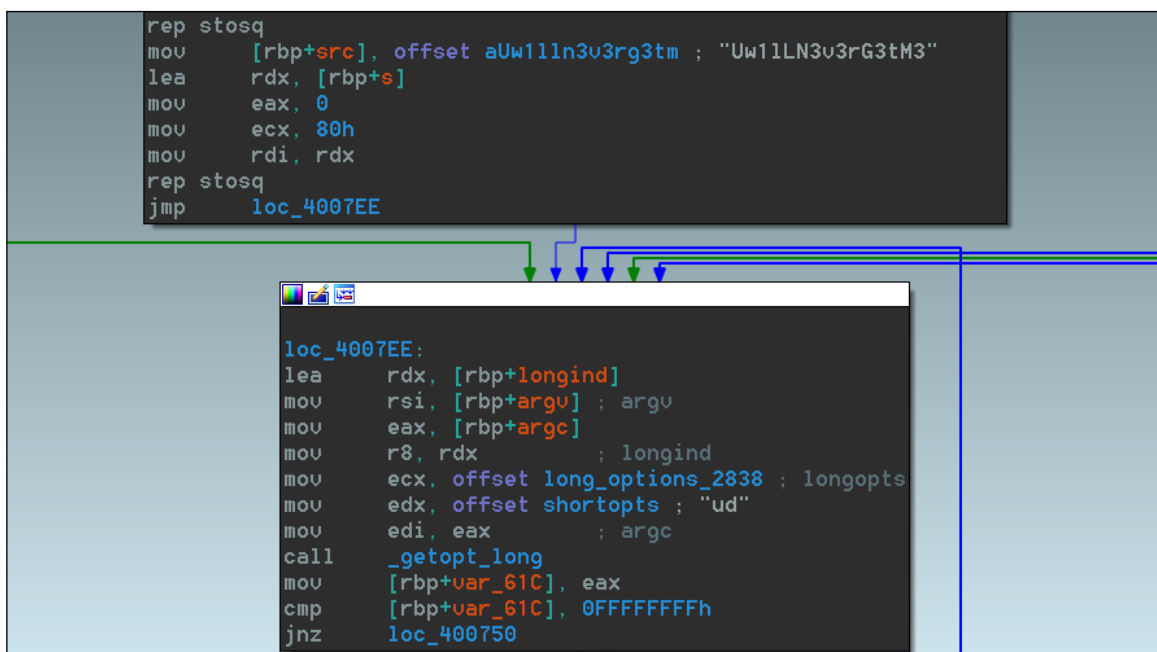 rep stosq
mov [rbp+src], offset aUw1lln3v3rg3tm ; "Uw1lLN3v3rG3tM3"
lea rdx, [rbp+s]
mov eax, 0
mov ecx, 80h
mov rdi, rdx
rep stosq
jmp loc_4007EE
loc_4007EE:
lea rdx, [rbp+longind]
mov rsi, [rbp+argv] ; argv
mov eax, [rbp+argc]
mov r8, rdx ; longind
mov ecx, offset long_options_2838 ; longopts
mov edx, offset shortopts ; "ud"
mov edi, eax ; argc
call _getopt_long
mov [rbp+var_61C], eax
cmp [rbp+var_61C], 0FFFFFFFFh
jnz loc_400750